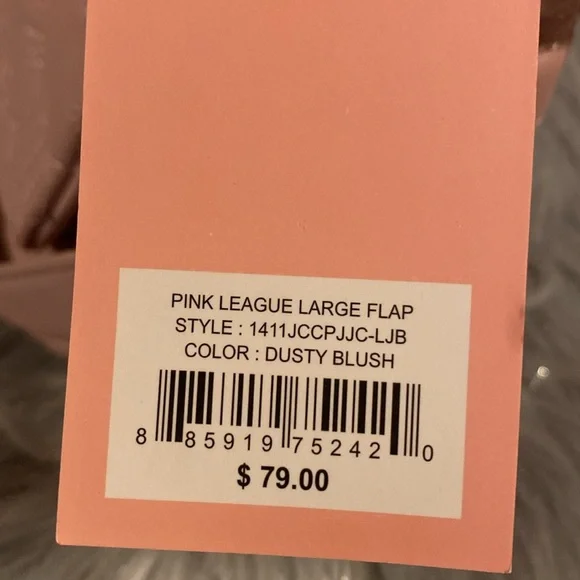 PINK LEAGUE LARGE FLAP
STYLE : 1411JCCPJJC-LJB
COLOR : DUSTY BLUSH
8 85919 75242 0
$ 79.00